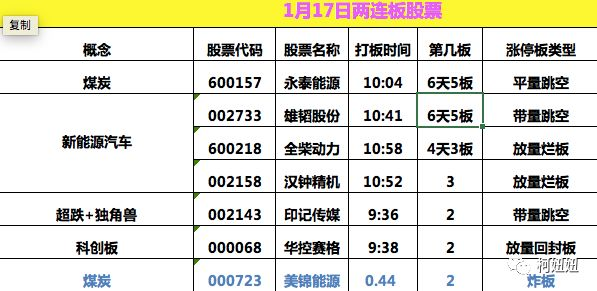 1月17日两连板股票
复制
概念 股票代码 股票名称 打板时间 第几板 涨停板类型
煤炭 600157 永泰能源 10:04 6天5板 平量跳空
新能源汽车 002733 雄韬股份 10:41 6天5板 带量跳空
600218 全柴动力 10:58 4天3板 放量烂板
002158 汉钟精机 10:52 3 放量烂板
超跌+独角兽 002143 印记传媒 9:36 2 带量跳空
科创板 000068 华控赛格 9:38 2 放量回封板
煤炭 000723 美锦能源 0.44 2 炸板
柯妞妞